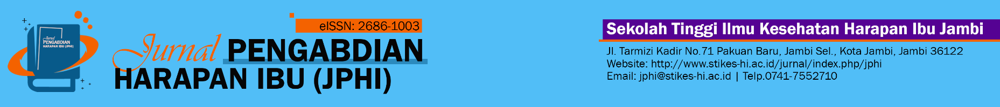 Jurnal
PENGABDIAN
HARAPAN IBU (JPHI)
eISSN: 2686-1003
Jurnal PENGABDIAN
HARAPAN IBU (JPHI)
Sekolah Tinggi Ilmu Kesehatan Harapan Ibu Jambi
Jl. Tarmizi Kadir No.71 Pakuan Baru, Jambi Sel., Kota Jambi, Jambi 36122
Website: http://www.stikes-hi.ac.id/jurnal/index.php/jphi
Email: jphi@stikes-hi.ac.id | Telp.0741-7552710